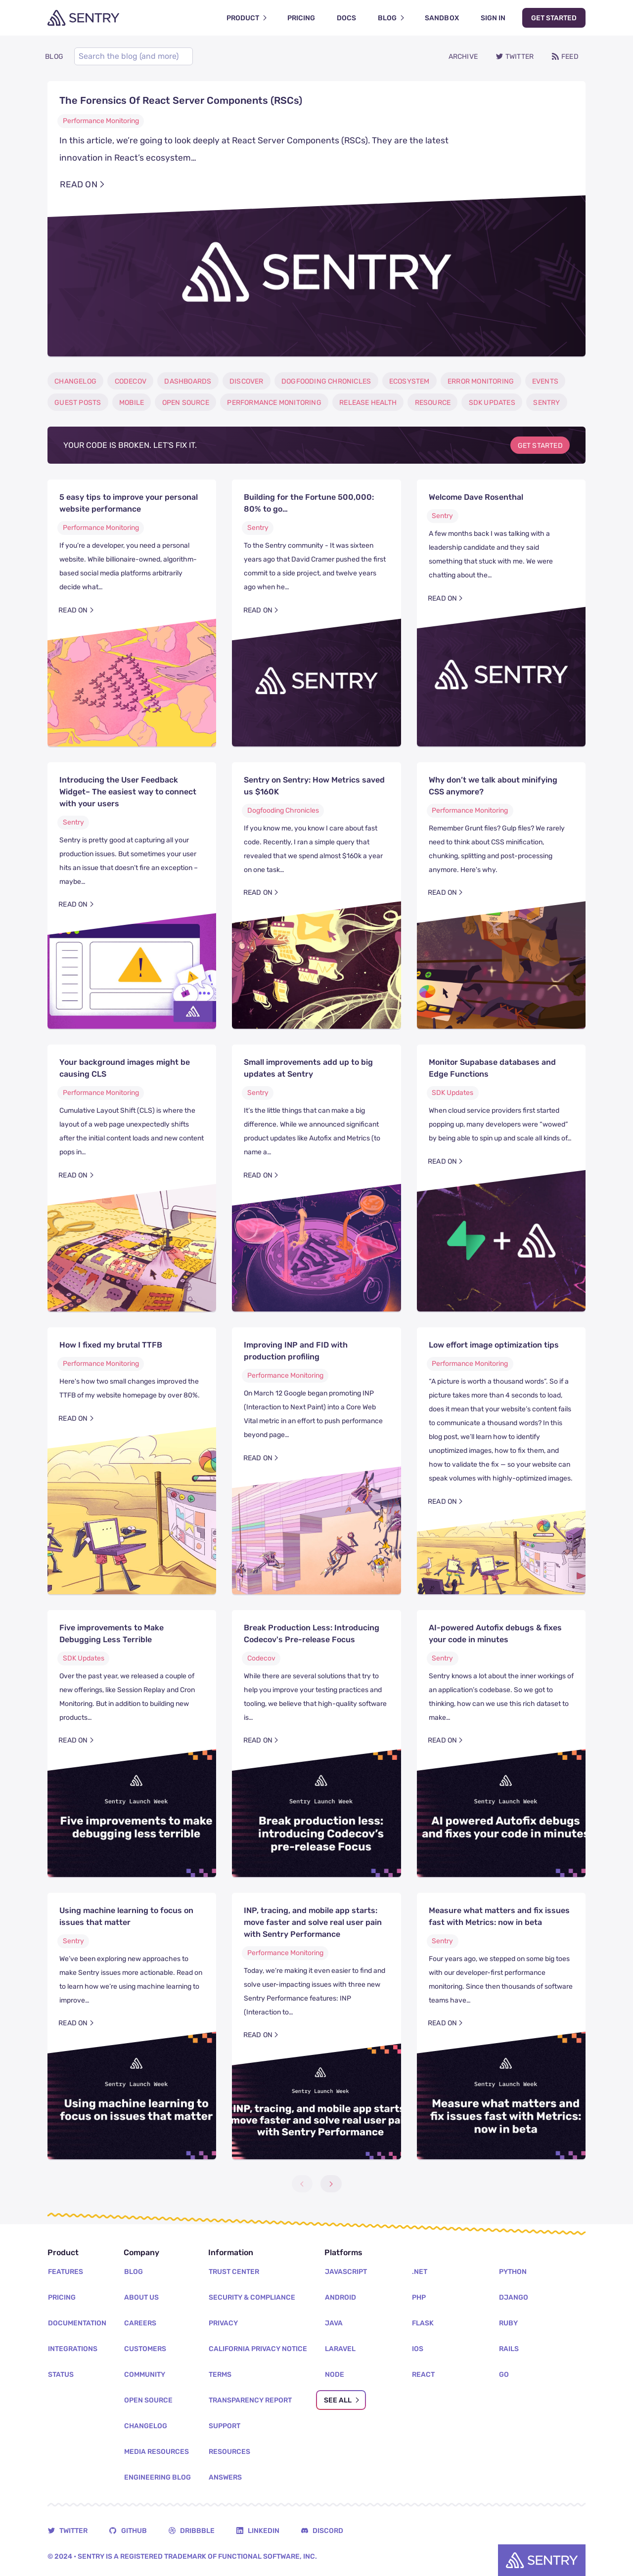 SENTRY
PRODUCT
PRICING
DOCS
BLOG
SANDBOX
SIGN IN
GET STARTED
BLOG
Search the blog (and more)
ARCHIVE
TWITTER
FEED
The Forensics Of React Server Components (RSCs)
Performance Monitoring
In this article, we're going to look deeply at React Server Components (RSCs). They are the latest
innovation in React's ecosystem…
READ ON
SENTRY
CHANGELOG
CODECOV
DASHBOARDS
DISCOVER
DOGFOODING CHRONICLES
ECOSYSTEM
ERROR MONITORING
EVENTS
GUEST POSTS
MOBILE
OPEN SOURCE
PERFORMANCE MONITORING
RELEASE HEALTH
RESOURCE
SDK UPDATES
SENTRY
YOUR CODE IS BROKEN. LET'S FIX IT.
GET STARTED
5 easy tips to improve your personal
website performance
Performance Monitoring
If you're a developer, you need a personal
website. While billionaire-owned, algorithm-
based social media platforms arbitrarily
decide what…
READ ON
Building for the Fortune 500,000:
80% to go…
Sentry
To the Sentry community - It was sixteen
years ago that David Cramer pushed the first
commit to a side project, and twelve years
ago when he…
READ ON
SENTRY
Welcome Dave Rosenthal
Sentry
A few months back I was talking with a
leadership candidate and they said
something that stuck with me. We were
chatting about the…
READ ON
SENTRY
Introducing the User Feedback
Widget– The easiest way to connect
with your users
Sentry
Sentry is pretty good at capturing all your
production issues. But sometimes your user
hits an issue that doesn't fire an exception –
maybe…
READ ON
Sentry on Sentry: How Metrics saved
us $160K
Dogfooding Chronicles
If you know me, you know I care about fast
code. Recently, I ran a simple query that
revealed that we spend almost $160k a year
on one task…
READ ON
Why don't we talk about minifying
CSS anymore?
Performance Monitoring
Remember Grunt files? Gulp files? We rarely
need to think about CSS minification,
chunking, splitting and post-processing
anymore. Here's why.
READ ON
Your background images might be
causing CLS
Performance Monitoring
Cumulative Layout Shift (CLS) is where the
layout of a web page unexpectedly shifts
after the initial content loads and new content
pops in…
READ ON
Small improvements add up to big
updates at Sentry
Sentry
It's the little things that can make a big
difference. While we announced significant
product updates like Autofix and Metrics (to
name a…
READ ON
Monitor Supabase databases and
Edge Functions
SDK Updates
When cloud service providers first started
popping up, many developers were "wowed"
by being able to spin up and scale all kinds of…
READ ON
+
How I fixed my brutal TTFB
Performance Monitoring
Here's how two small changes improved the
TTFB of my website homepage by over 80%.
READ ON
Improving INP and FID with
production profiling
Performance Monitoring
On March 12 Google began promoting INP
(Interaction to Next Paint) into a Core Web
Vital metric in an effort to push performance
beyond page…
READ ON
Low effort image optimization tips
Performance Monitoring
"A picture is worth a thousand words". So if a
picture takes more than 4 seconds to load,
does it mean that your website's content fails
to communicate a thousand words? In this
blog post, we'll learn how to identify
unoptimized images, how to fix them, and
how to validate the fix — so your website can
speak volumes with highly-optimized images.
READ ON
Five improvements to Make
Debugging Less Terrible
SDK Updates
Over the past year, we released a couple of
new offerings, like Session Replay and Cron
Monitoring. But in addition to building new
products…
READ ON
Sentry Launch Week
Five improvements to make
debugging less terrible
Break Production Less: Introducing
Codecov's Pre-release Focus
Codecov
While there are several solutions that try to
help you improve your testing practices and
tooling, we believe that high-quality software
is…
READ ON
Sentry Launch Week
Break production less:
introducing Codecov's
pre-release Focus
AI-powered Autofix debugs & fixes
your code in minutes
Sentry
Sentry knows a lot about the inner workings of
an application's codebase. So we got to
thinking, how can we use this rich dataset to
make…
READ ON
Sentry Launch Week
AI powered Autofix debugs
and fixes your code in minutes
Using machine learning to focus on
issues that matter
Sentry
We've been exploring new approaches to
make Sentry issues more actionable. Read on
to learn how we're using machine learning to
improve…
READ ON
Sentry Launch Week
Using machine learning to
focus on issues that matter
INP, tracing, and mobile app starts:
move faster and solve real user pain
with Sentry Performance
Performance Monitoring
Today, we're making it even easier to find and
solve user-impacting issues with three new
Sentry Performance features: INP
(Interaction to…
READ ON
Sentry Launch Week
INP, tracing, and mobile app starts
move faster and solve real user pa
with Sentry Performance
Measure what matters and fix issues
fast with Metrics: now in beta
Sentry
Four years ago, we stepped on some big toes
with our developer-first performance
monitoring. Since then thousands of software
teams have…
READ ON
Sentry Launch Week
Measure what matters and
fix issues fast with Metrics:
now in beta
Product
FEATURES
PRICING
DOCUMENTATION
INTEGRATIONS
STATUS
Company
BLOG
ABOUT US
CAREERS
CUSTOMERS
COMMUNITY
OPEN SOURCE
CHANGELOG
MEDIA RESOURCES
ENGINEERING BLOG
Information
TRUST CENTER
SECURITY & COMPLIANCE
PRIVACY
CALIFORNIA PRIVACY NOTICE
TERMS
TRANSPARENCY REPORT
SUPPORT
RESOURCES
ANSWERS
Platforms
JAVASCRIPT
ANDROID
JAVA
LARAVEL
NODE
SEE ALL
.NET
PHP
FLASK
IOS
REACT
PYTHON
DJANGO
RUBY
RAILS
GO
TWITTER
GITHUB
DRIBBBLE
LINKEDIN
DISCORD
© 2024 • SENTRY IS A REGISTERED TRADEMARK OF FUNCTIONAL SOFTWARE, INC.
SENTRY